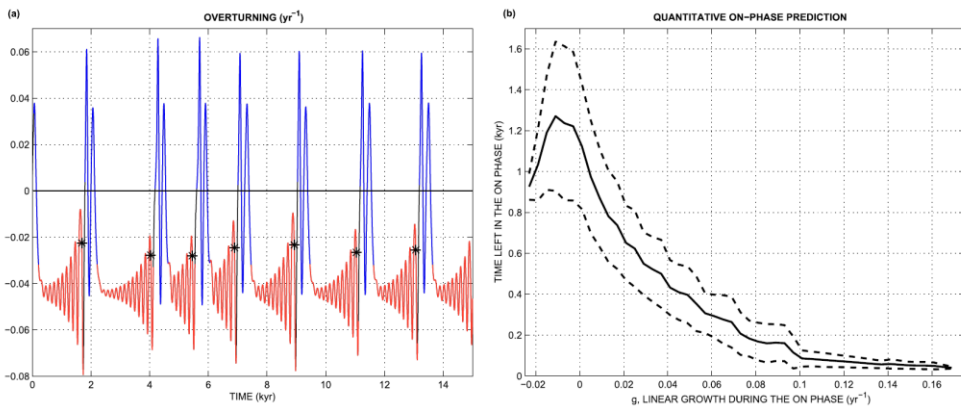 (a)
OVERTURNING (yr⁻¹)
0.06
0.04
0.02
0
−0.02
−0.04
−0.06
−0.08
0 2 4 6 8 10 12 14
TIME (kyr)
(b)
QUANTITATIVE ON−PHASE PREDICTION
TIME LEFT IN THE ON PHASE (kyr)
1.6
1.4
1.2
1
0.8
0.6
0.4
0.2
0
−0.02 0 0.02 0.04 0.06 0.08 0.10 0.12 0.14 0.16
g, LINEAR GROWTH DURING THE ON PHASE (yr⁻¹)